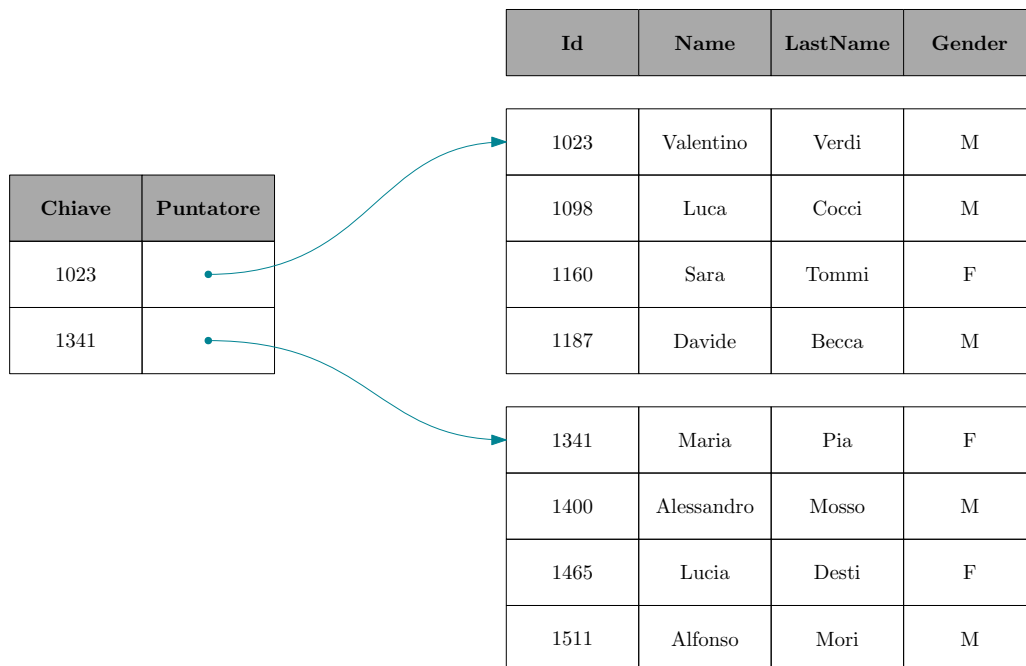 Id Name LastName Gender
1023 Valentino Verdi M
Chiave Puntatore
1098 Luca Cocci M
1023
1160 Sara Tommi F
1341
1187 Davide Becca M
1341 Maria Pia F
1400 Alessandro Mosso M
1465 Lucia Desti F
1511 Alfonso Mori M